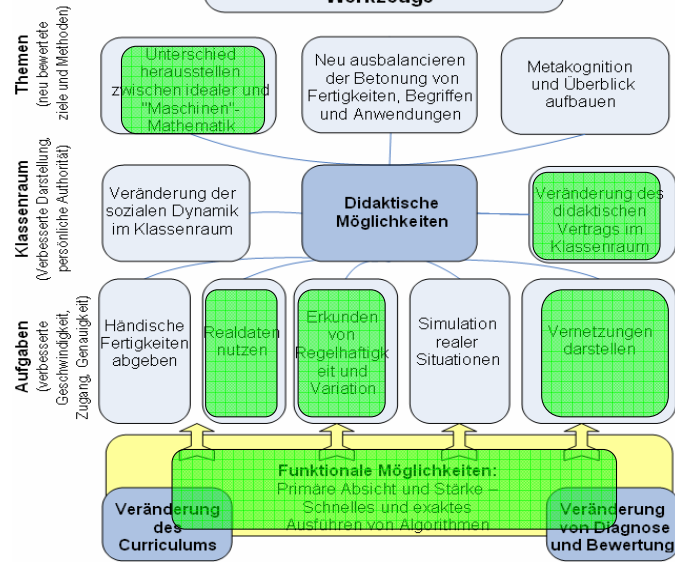 Werkzeuge
Themen
(neu bewertete
ziele und Methoden)
Unterschied
herausstellen
zwischen idealer und
"Maschinen"-
Mathematik
Neu ausbalancieren
der Betonung von
Fertigkeiten, Begriffen
und Anwendungen
Metakognition
und Überblick
aufbauen
Klassenraum
(Verbesserte Darstellung,
persönliche Authorität)
Veränderung der
sozialen Dynamik
im Klassenraum
Didaktische
Möglichkeiten
Veränderung des
didaktischen
Vertrags im
Klassenraum
Aufgaben
(verbesserte
Geschwindigkeit,
Zugang, Genauigkeit)
Händische
Fertigkeiten
abgeben
Realdaten
nutzen
Erkunden
von
Regelhaftigk
eit und
Variation
Simulation
realer
Situationen
Vernetzungen
darstellen
Funktionale Möglichkeiten:
Primäre Absicht und Stärke –
Schnelles und exaktes
Ausführen von Algorithmen
Veränderung
des
Curriculums
Veränderung
von Diagnose
und Bewertung